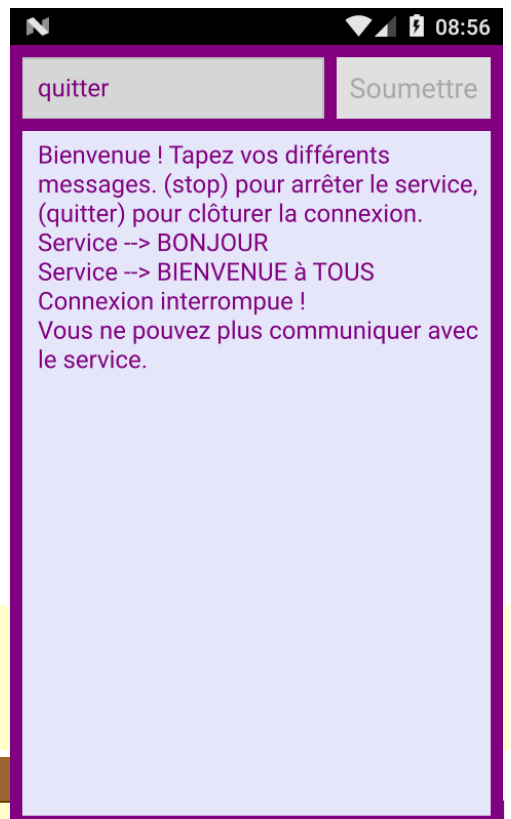 08:56
quitter
Soumettre
Bienvenue ! Tapez vos différents
messages. (stop) pour arrêter le service,
(quitter) pour clôturer la connexion.
Service --> BONJOUR
Service --> BIENVENUE à TOUS
Connexion interrompue !
Vous ne pouvez plus communiquer avec
le service.